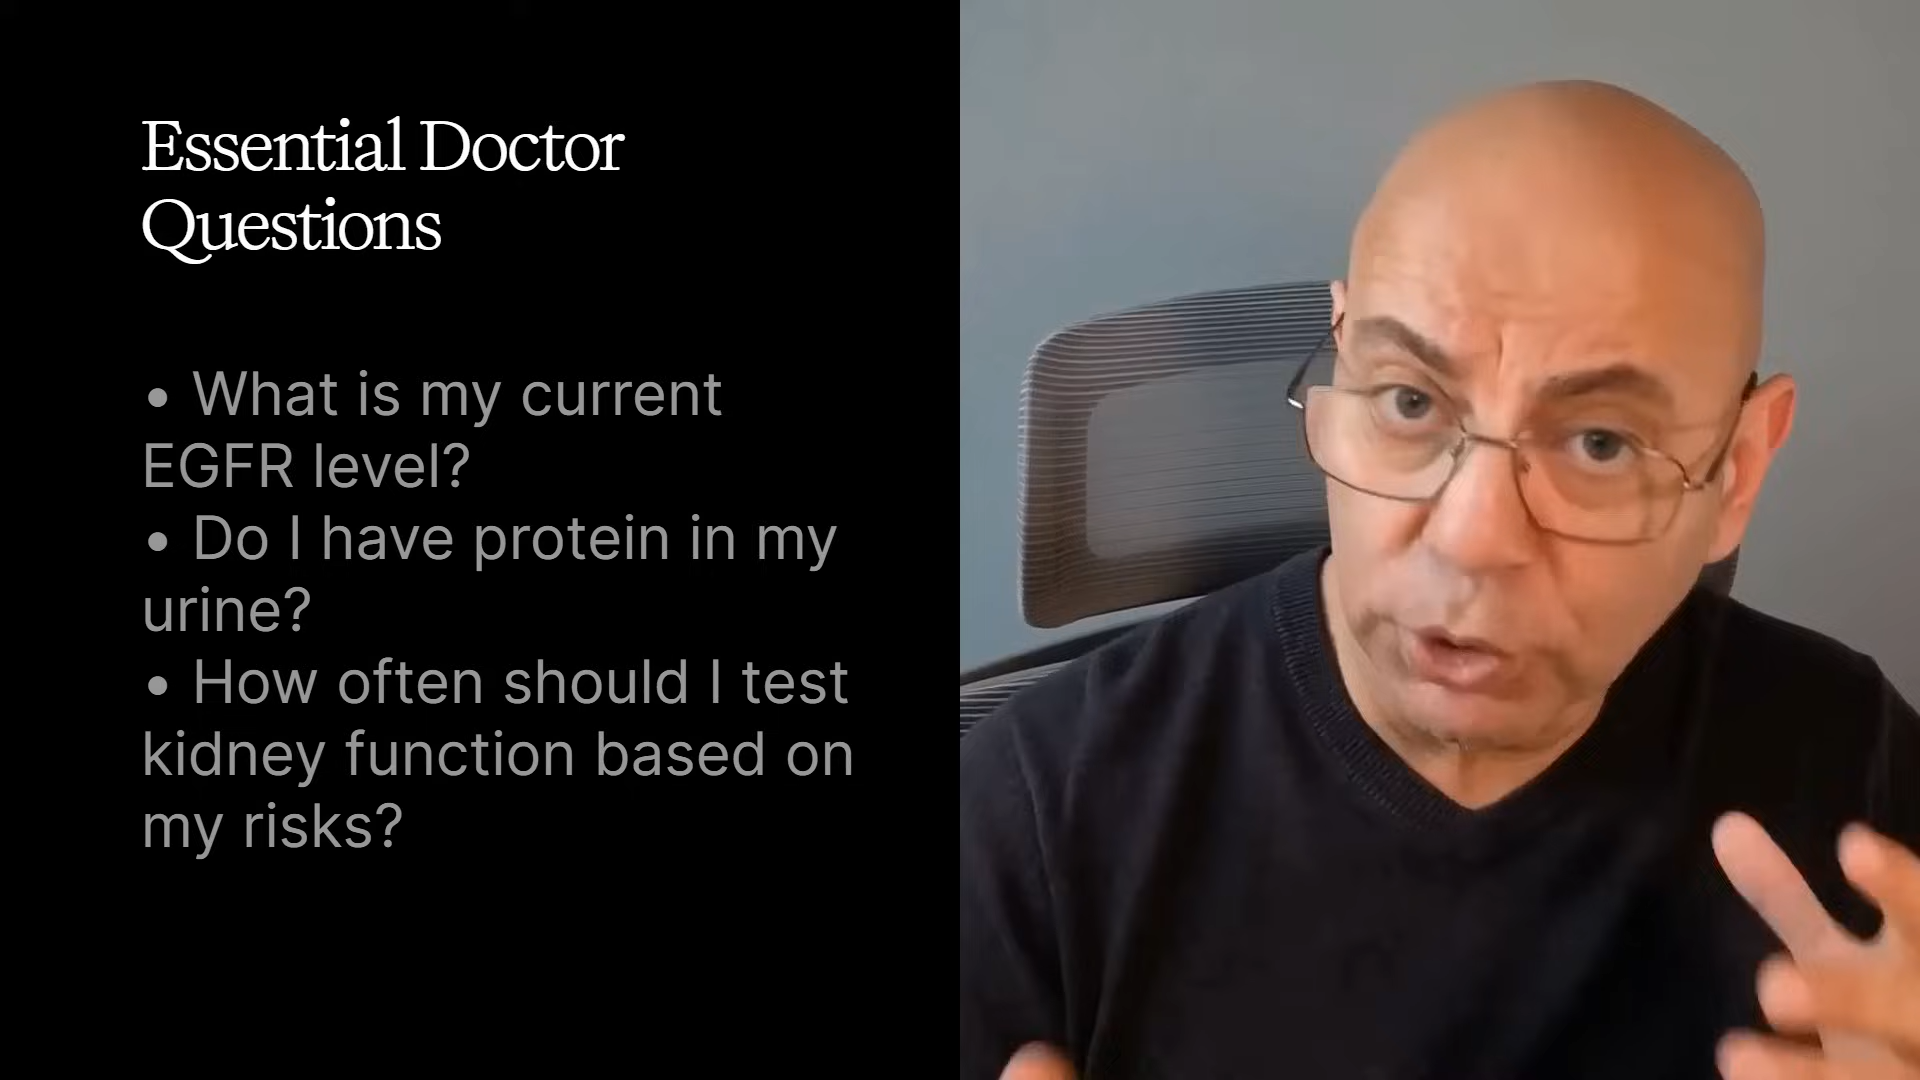 Essential Doctor
Questions
• What is my current
EGFR level?
• Do I have protein in my
urine?
• How often should I test
kidney function based on
my risks?